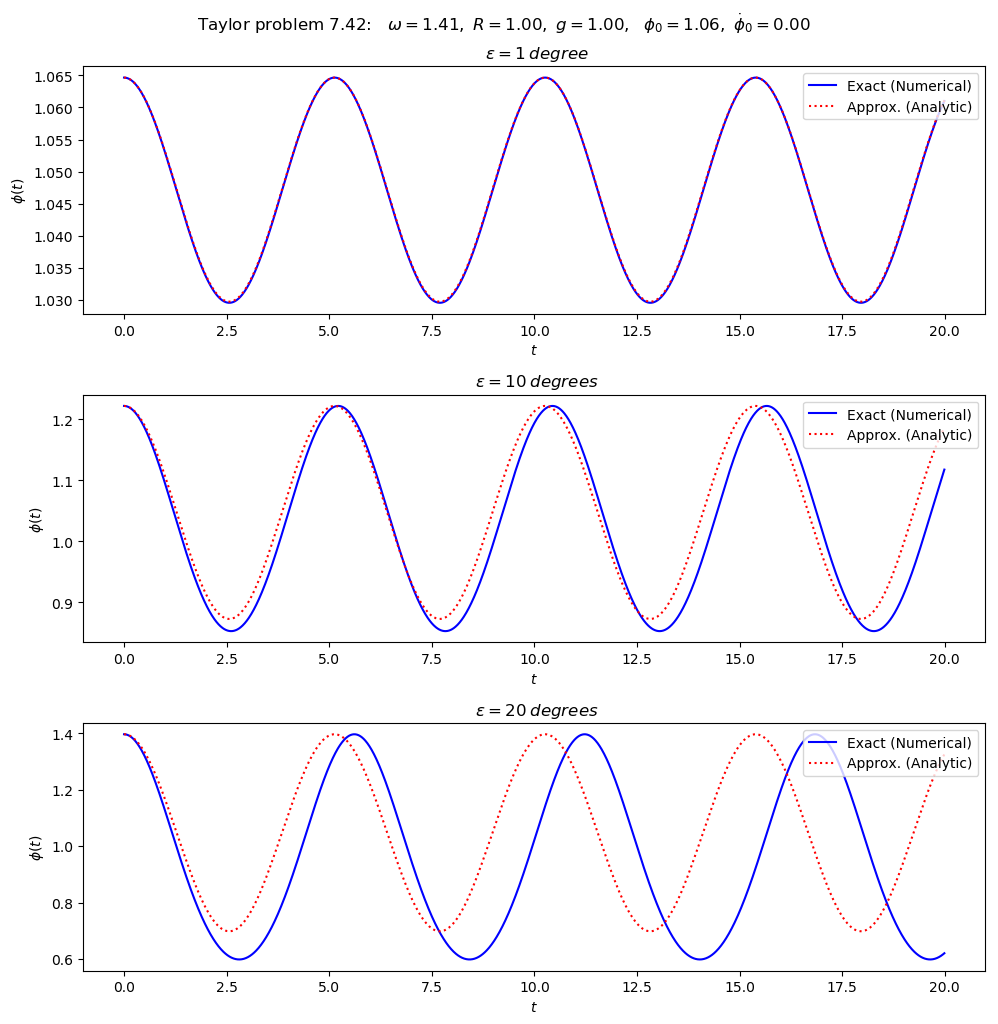 Taylor problem 7.42: ω = 1.41, R = 1.00, g = 1.00, ϕ₀ = 1.06, ϕ̇₀ = 0.00
ε = 1 degree
1.065
1.060
1.055
1.050
1.045
1.040
1.035
1.030
ϕ(t)
Exact (Numerical)
Approx. (Analytic)
0.0 2.5 5.0 7.5 10.0 12.5 15.0 17.5 20.0
t
ε = 10 degrees
1.2
1.1
1.0
0.9
ϕ(t)
Exact (Numerical)
Approx. (Analytic)
0.0 2.5 5.0 7.5 10.0 12.5 15.0 17.5 20.0
t
ε = 20 degrees
1.4
1.2
1.0
0.8
0.6
ϕ(t)
Exact (Numerical)
Approx. (Analytic)
0.0 2.5 5.0 7.5 10.0 12.5 15.0 17.5 20.0
t